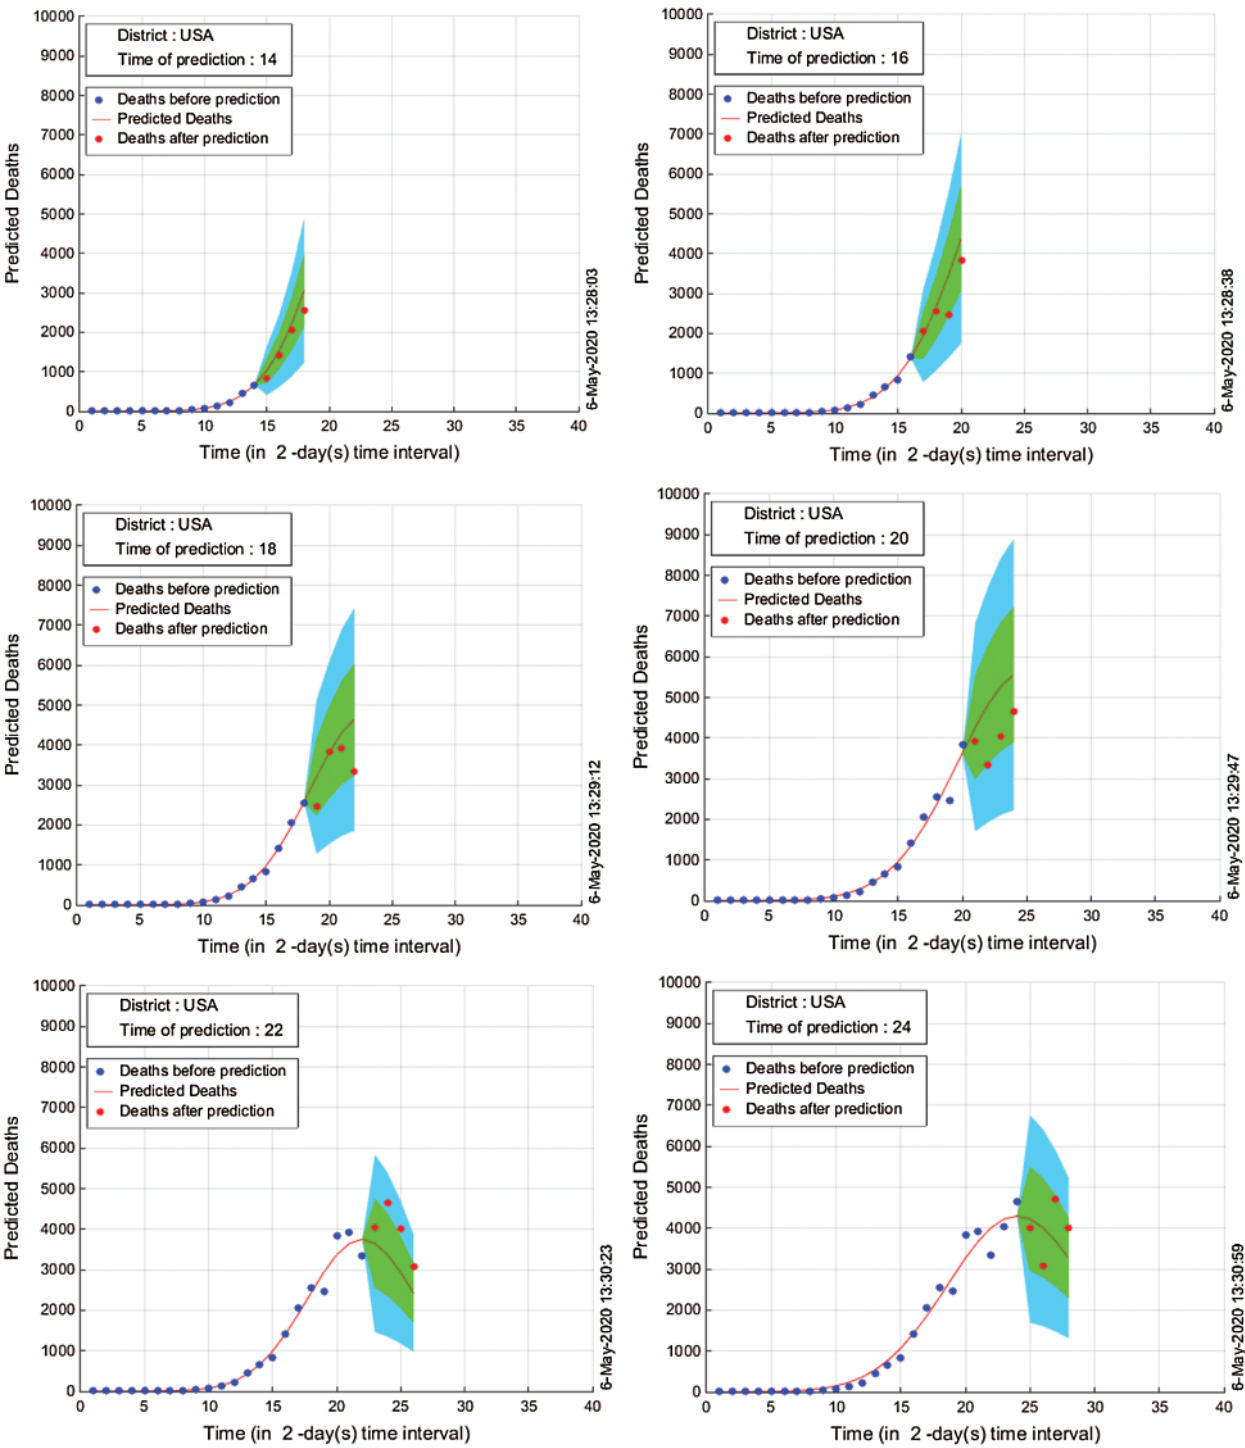 District : USA
Time of prediction : 14
Deaths before prediction
Predicted Deaths
Deaths after prediction
10000
9000
8000
7000
6000
5000
4000
3000
2000
1000
0
Predicted Deaths
0 5 10 15 20 25 30 35 40
Time (in 2 -day(s) time interval)
6-May-2020 13:28:03
District : USA
Time of prediction : 16
Deaths before prediction
Predicted Deaths
Deaths after prediction
10000
9000
8000
7000
6000
5000
4000
3000
2000
1000
0
Predicted Deaths
0 5 10 15 20 25 30 35 40
Time (in 2 -day(s) time interval)
6-May-2020 13:28:38
District : USA
Time of prediction : 18
Deaths before prediction
Predicted Deaths
Deaths after prediction
10000
9000
8000
7000
6000
5000
4000
3000
2000
1000
0
Predicted Deaths
0 5 10 15 20 25 30 35 40
Time (in 2 -day(s) time interval)
6-May-2020 13:29:12
District : USA
Time of prediction : 20
Deaths before prediction
Predicted Deaths
Deaths after prediction
10000
9000
8000
7000
6000
5000
4000
3000
2000
1000
0
Predicted Deaths
0 5 10 15 20 25 30 35 40
Time (in 2 -day(s) time interval)
6-May-2020 13:29:47
District : USA
Time of prediction : 22
Deaths before prediction
Predicted Deaths
Deaths after prediction
10000
9000
8000
7000
6000
5000
4000
3000
2000
1000
0
Predicted Deaths
0 5 10 15 20 25 30 35 40
Time (in 2 -day(s) time interval)
6-May-2020 13:30:23
District : USA
Time of prediction : 24
Deaths before prediction
Predicted Deaths
Deaths after prediction
10000
9000
8000
7000
6000
5000
4000
3000
2000
1000
0
Predicted Deaths
0 5 10 15 20 25 30 35 40
Time (in 2 -day(s) time interval)
6-May-2020 13:30:59